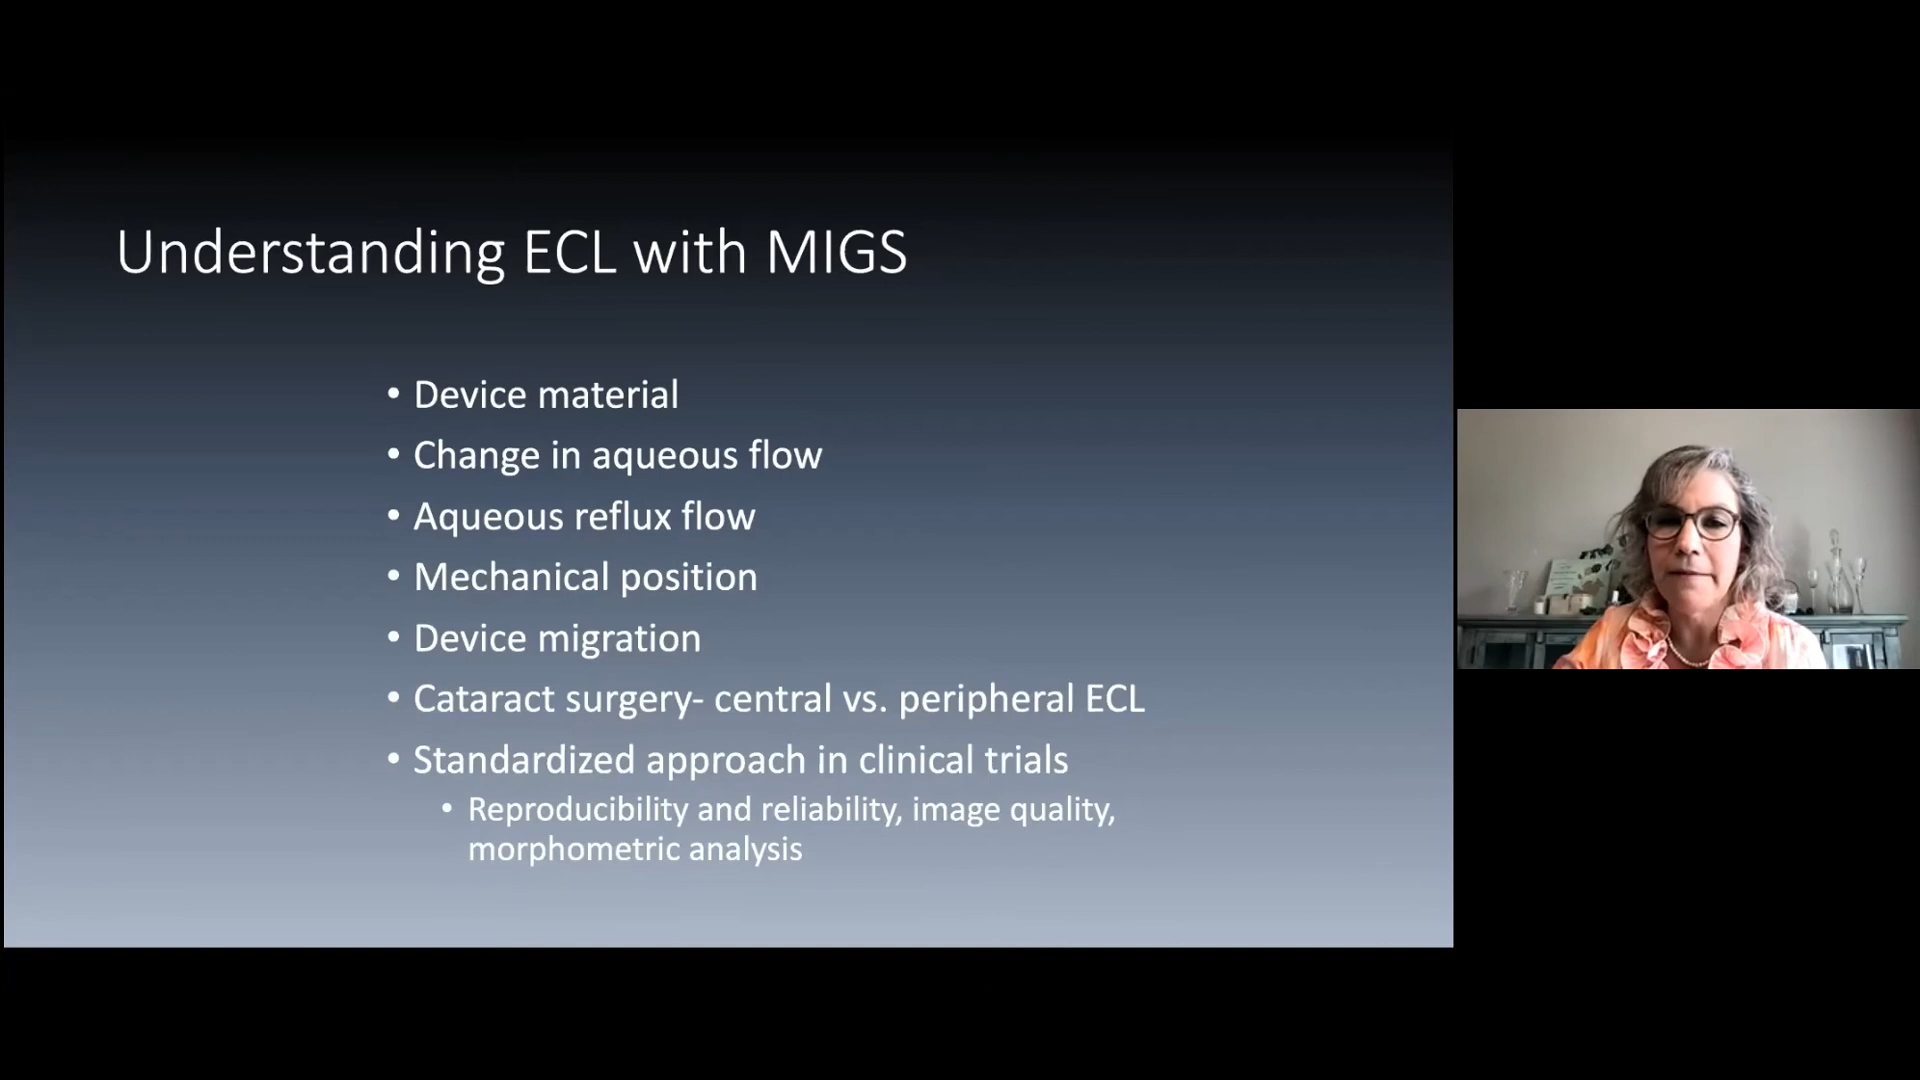 Understanding ECL with MIGS
• Device material
• Change in aqueous flow
• Aqueous reflux flow
• Mechanical position
• Device migration
• Cataract surgery- central vs. peripheral ECL
• Standardized approach in clinical trials
• Reproducibility and reliability, image quality,
morphometric analysis